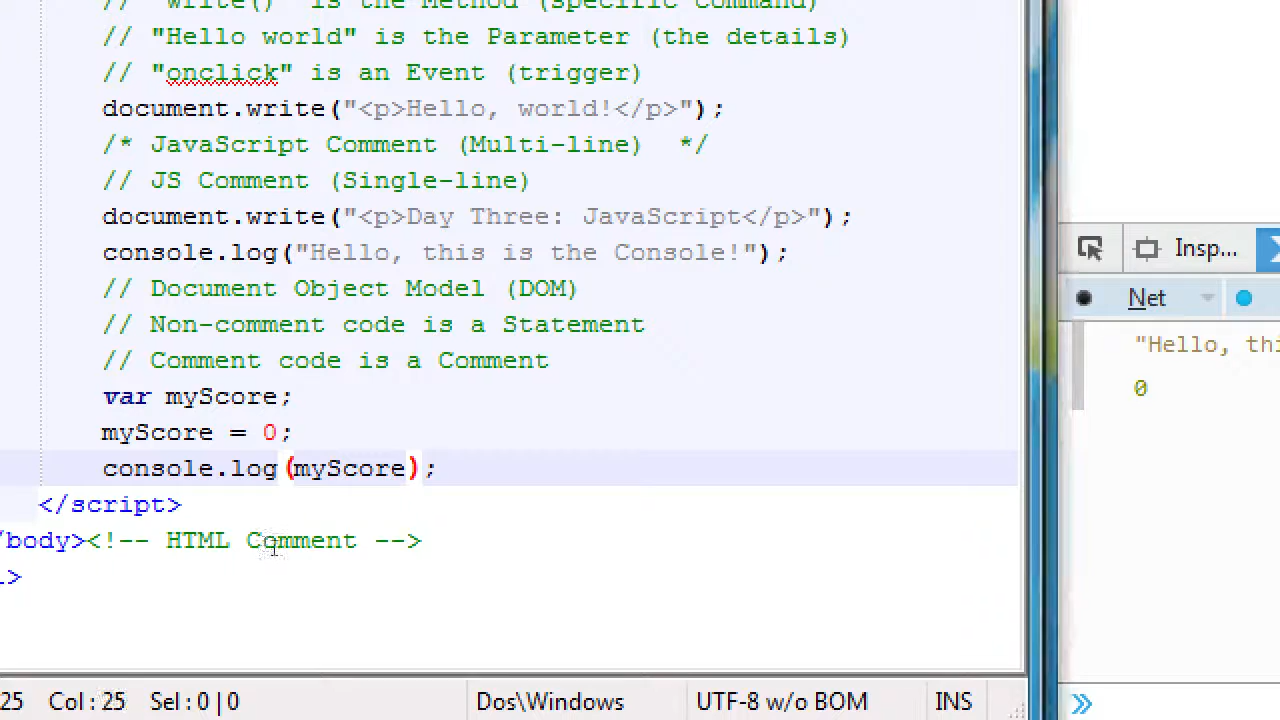 // "write()" is the Method (specific command)
// "Hello world" is the Parameter (the details)
// "onclick" is an Event (trigger)
document.write("<p>Hello, world!</p>");
/* JavaScript Comment (Multi-line)  */
// JS Comment (Single-line)
document.write("<p>Day Three: JavaScript</p>");
console.log("Hello, this is the Console!");
// Document Object Model (DOM)
// Non-comment code is a Statement
// Comment code is a Comment
var myScore;
myScore = 0;
console.log(myScore);
</script>
/body><!-- HTML Comment -->
>
25 Col : 25 Sel : 0 | 0 Dos\Windows UTF-8 w/o BOM INS
Insp...
Net
"Hello, thi
0
»